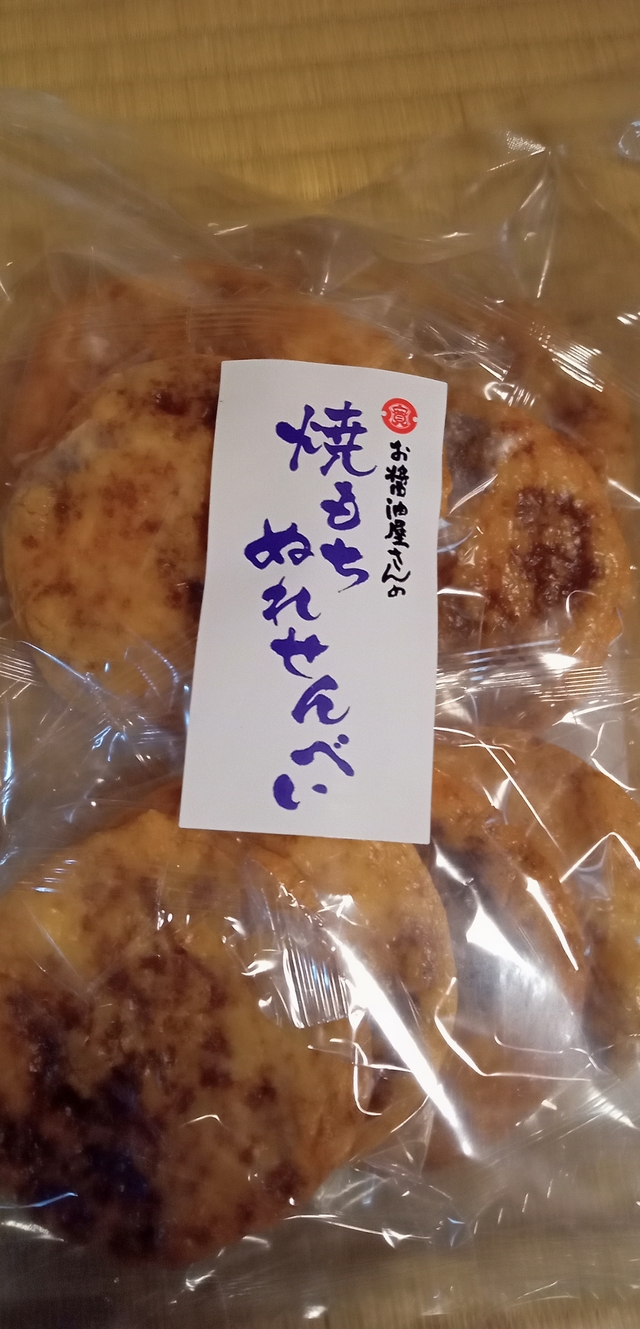 お醤油屋さんの
焼もち
ぬれせんべい